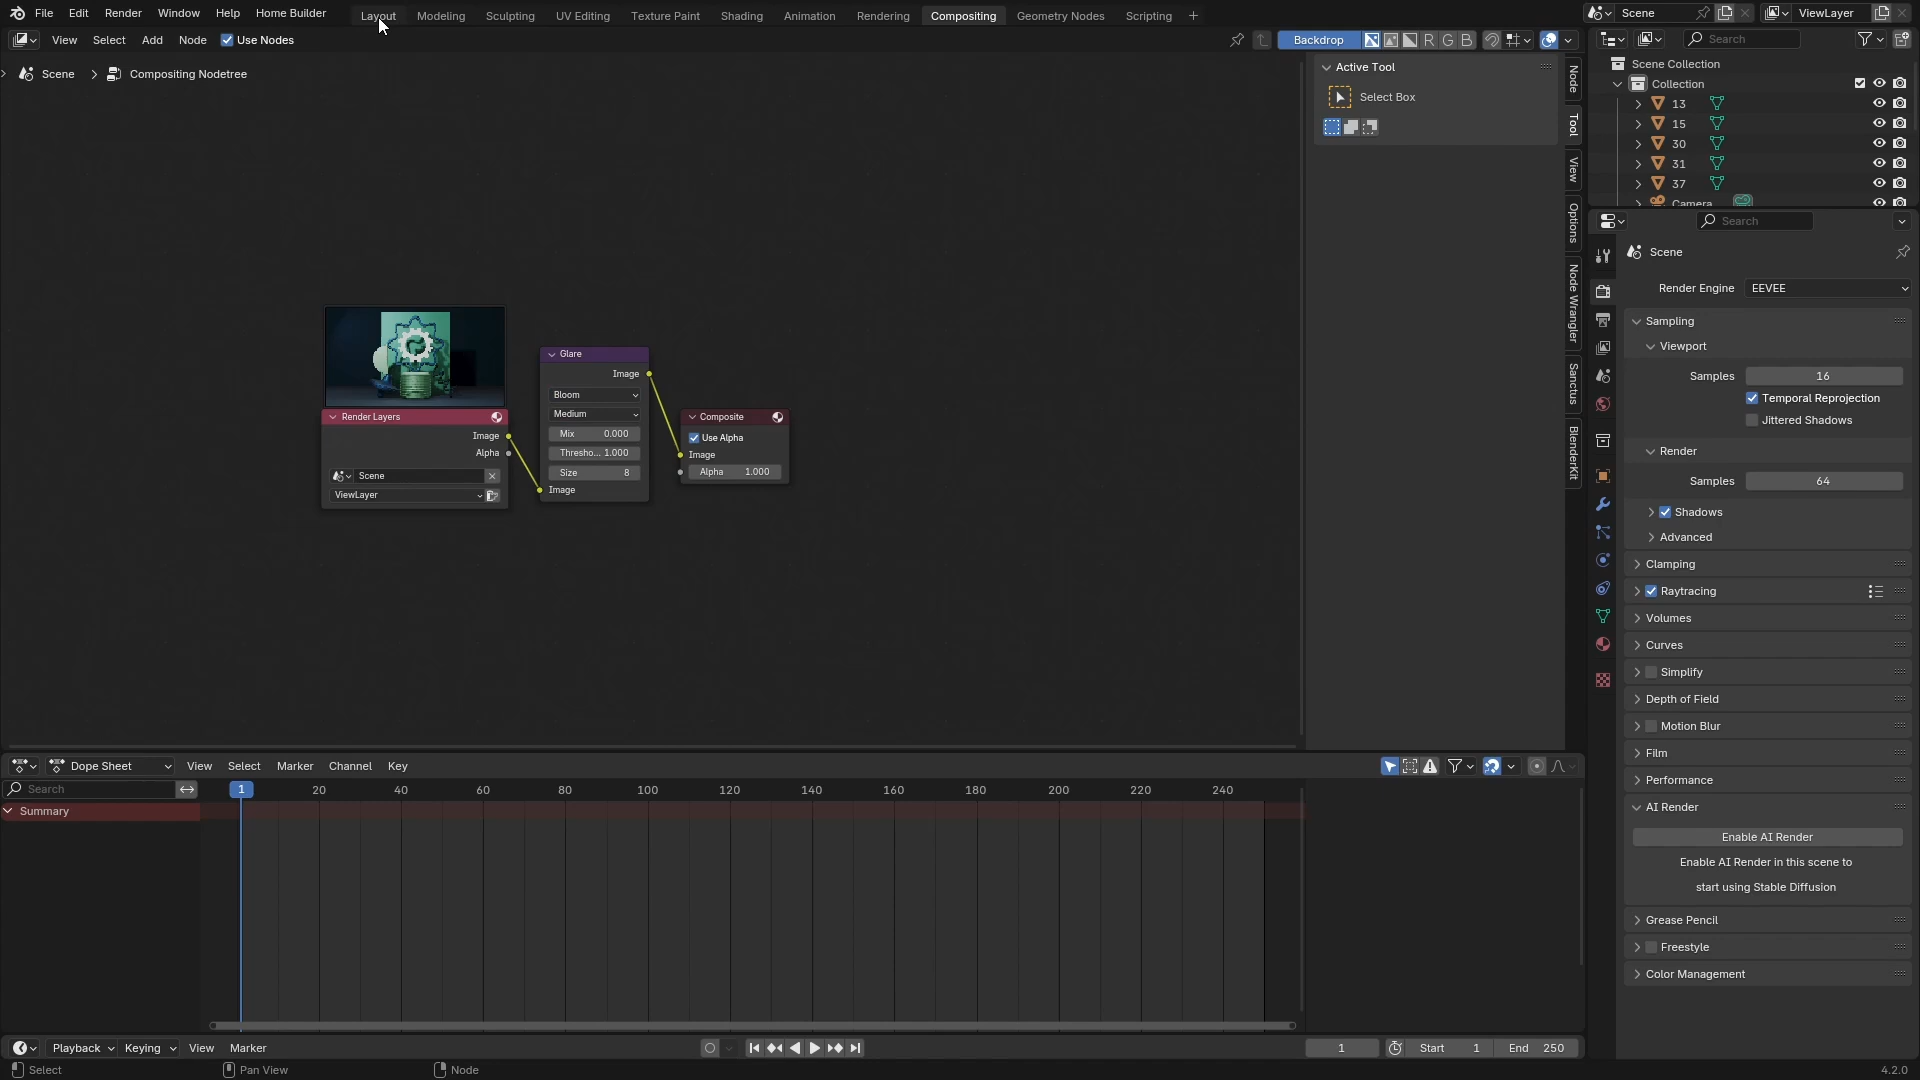 File Edit Render Window Help Home Builder Layout Modeling Sculpting UV Editing Texture Paint Shading Animation Rendering Compositing Geometry Nodes Scripting + Scene ViewLayer
View Select Add Node Use Nodes Backdrop R G B Search
Scene > Compositing Nodetree
Active Tool
Select Box
Node
Tool
View
Options
Node Wrangler
Sanctus
BlenderKit
Scene Collection
Collection
13
15
30
31
37
Camera
Search
Scene
Render Engine EEVEE
Sampling
Viewport
Samples 16
Temporal Reprojection
Jittered Shadows
Render
Samples 64
Shadows
Advanced
Clamping
Raytracing
Volumes
Curves
Simplify
Depth of Field
Motion Blur
Film
Performance
AI Render
Enable AI Render
Enable AI Render in this scene to
start using Stable Diffusion
Grease Pencil
Freestyle
Color Management
Render Layers
Image
Alpha
Scene
ViewLayer
Glare
Image
Bloom
Medium
Mix 0.000
Thresho... 1.000
Size 8
Image
Composite
Use Alpha
Image
Alpha 1.000
Dope Sheet View Select Marker Channel Key
Search 1 20 40 60 80 100 120 140 160 180 200 220 240
Summary
Playback Keying View Marker 1 Start 1 End 250
Select Pan View Node 4.2.0